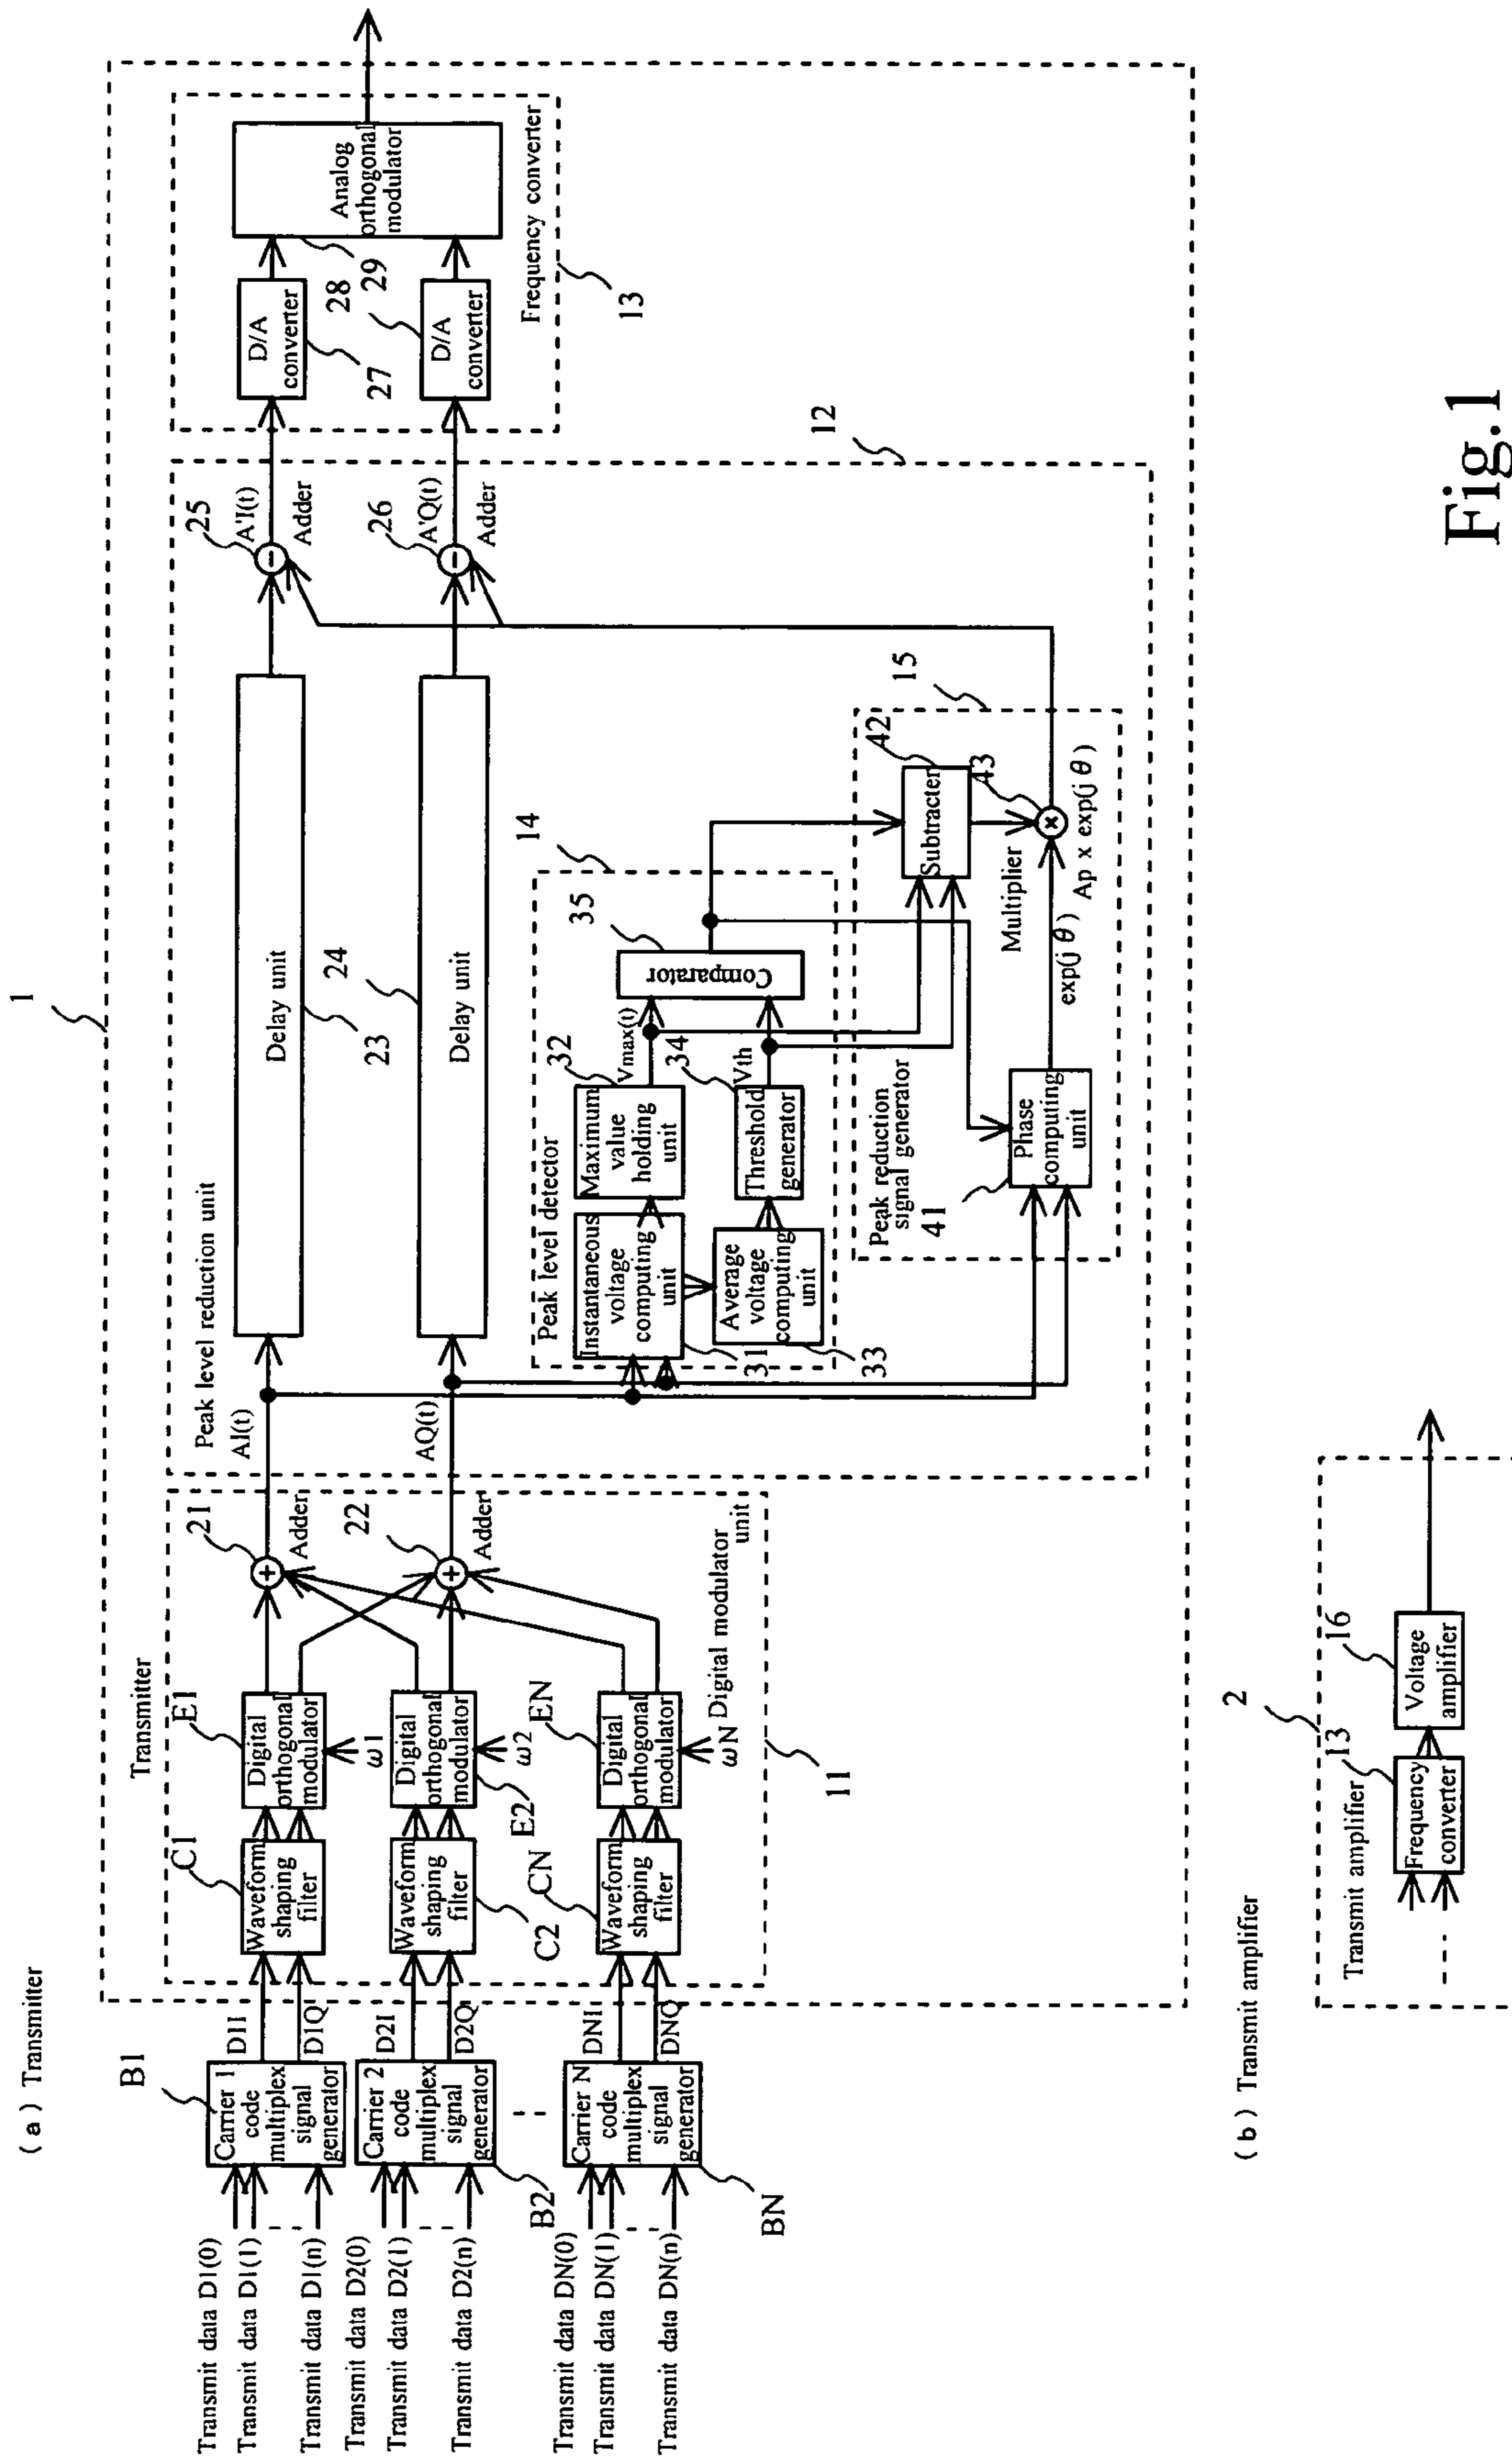 ( a ) Transmitter
1
Transmitter
Transmit data D1(0)
Transmit data D1(1)
Transmit data D1(n)
Transmit data D2(0)
Transmit data D2(1)
Transmit data D2(n)
Transmit data DN(0)
Transmit data DN(1)
Transmit data DN(n)
B1
Carrier 1
code
multiplex
signal
generator
B2
Carrier 2
code
multiplex
signal
generator
BN
Carrier N
code
multiplex
signal
generator
D1I
D1Q
D2I
D2Q
DNI
DNQ
C1
Waveform
shaping
filter
C2
Waveform
shaping
filter
CN
Waveform
shaping
filter
E1
Digital
orthogonal
modulator
ω1
E2
Digital
orthogonal
modulator
ω2
EN
Digital
orthogonal
modulator
ωN
Digital modulator
unit
11
21
Adder
22
Adder
Peak level reduction unit
AI(t)
AQ(t)
Delay unit
23
24
Delay unit
Peak level detector
14
Instantaneous
voltage
computing
unit
31
Maximum
value
holding
unit
32
Vmax(t)
Average
voltage
computing
unit
33
Threshold
generator
34
Vth
Comparator
35
Peak reduction
signal generator
15
41
Phase
computing
unit
exp(j θ)
Subtracter
42
43
Multiplier
Ap x exp(j θ)
25
A'I(t)
Adder
26
A'Q(t)
Adder
12
D/A
converter
27
28
D/A
converter
29
Analog
orthogonal
modulator
Frequency converter
13
( b ) Transmit amplifier
2
Transmit amplifier
13
Frequency
converter
16
Voltage
amplifier
Fig.1